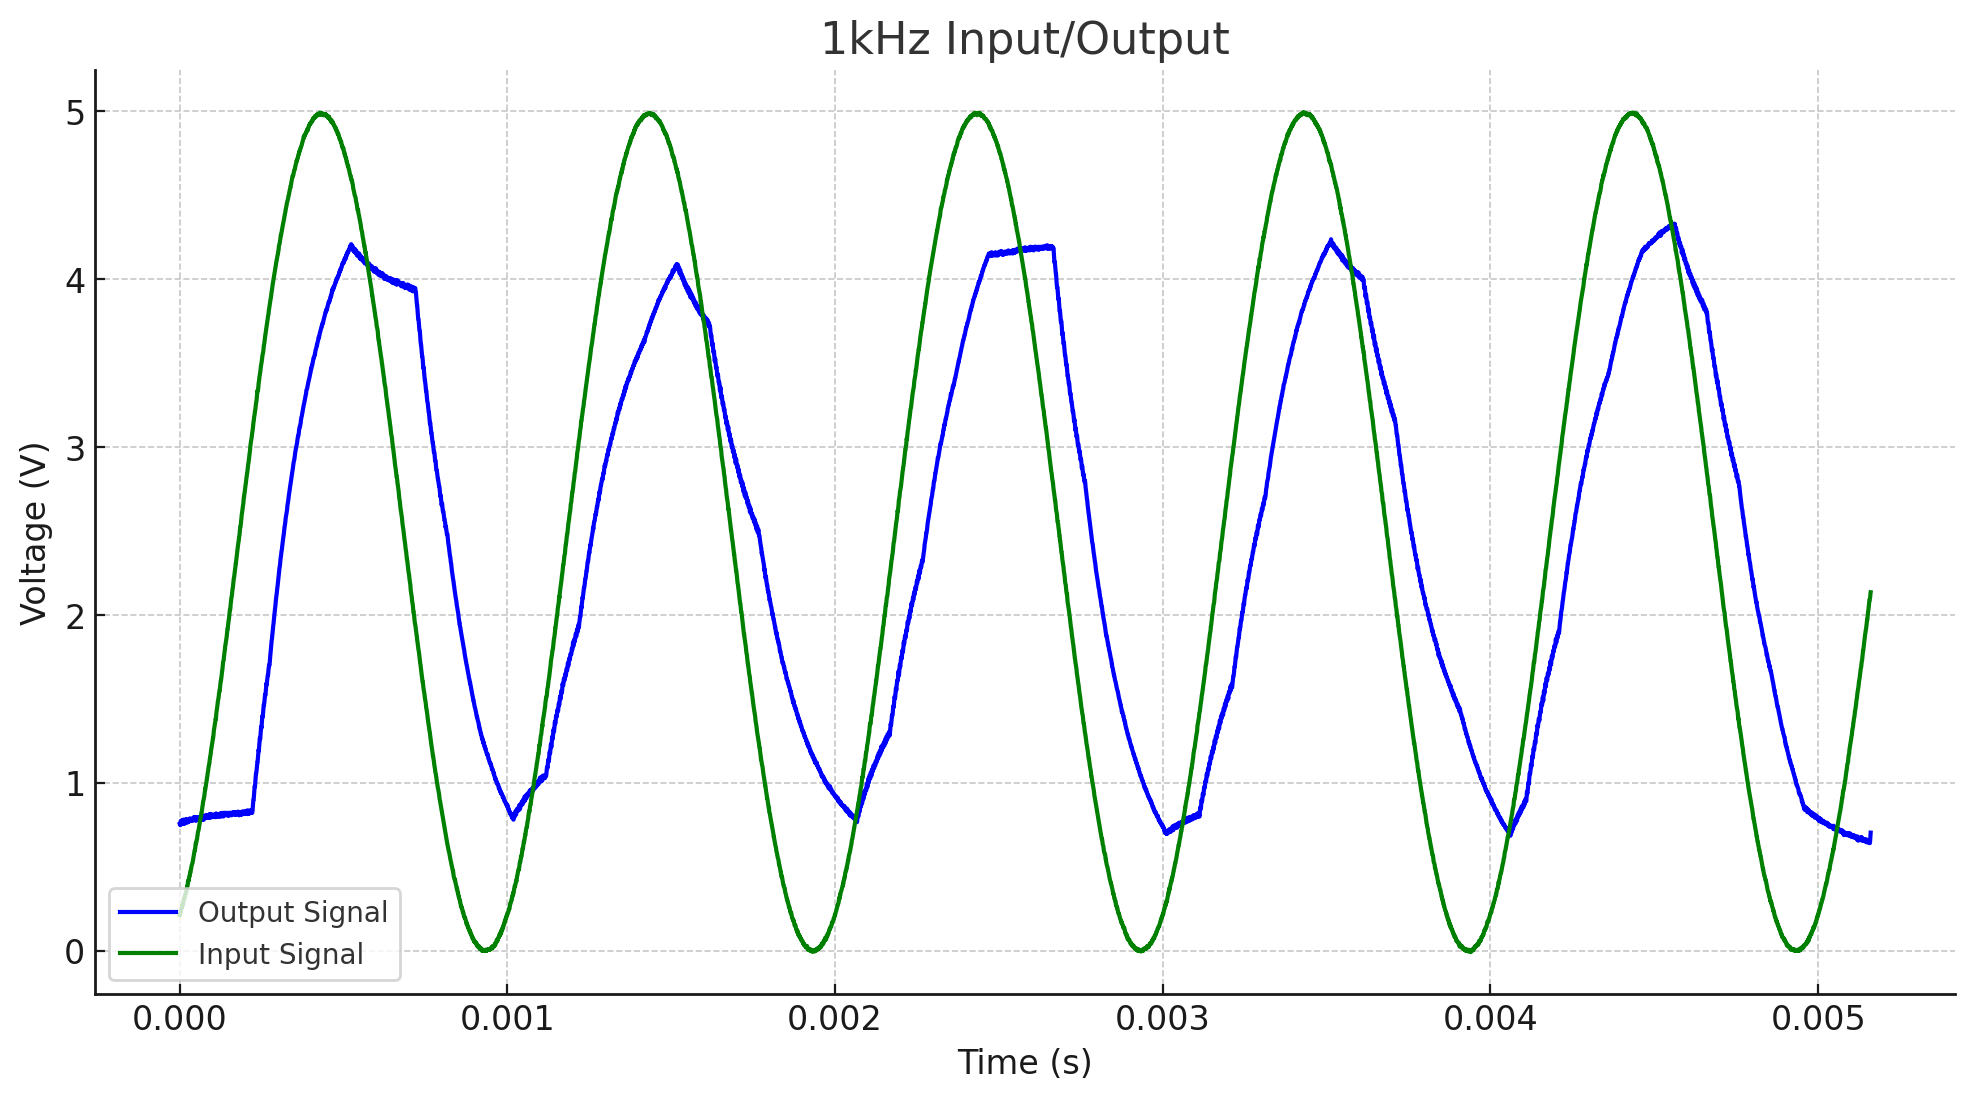 1kHz Input/Output
Voltage (V)
5
4
3
2
1
0
Output Signal
Input Signal
0.000 0.001 0.002 0.003 0.004 0.005
Time (s)